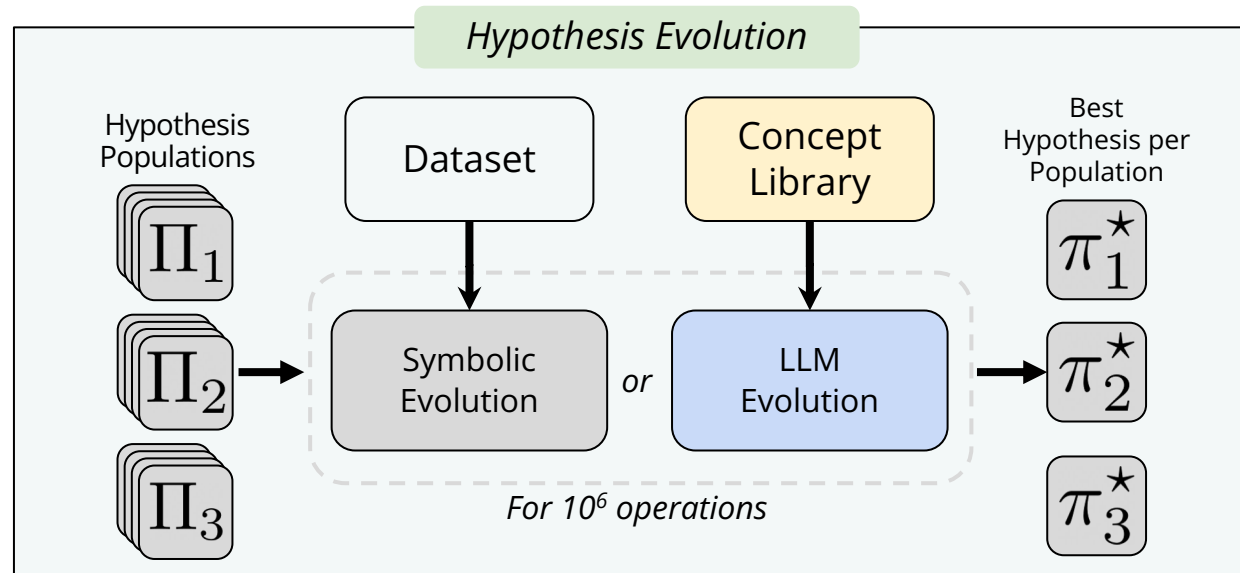 Hypothesis Evolution
Hypothesis
Populations
Π₁
Π₂
Π₃
Dataset
Concept
Library
Symbolic
Evolution
or
LLM
Evolution
For 10⁶ operations
Best
Hypothesis per
Population
π₁⋆
π₂⋆
π₃⋆